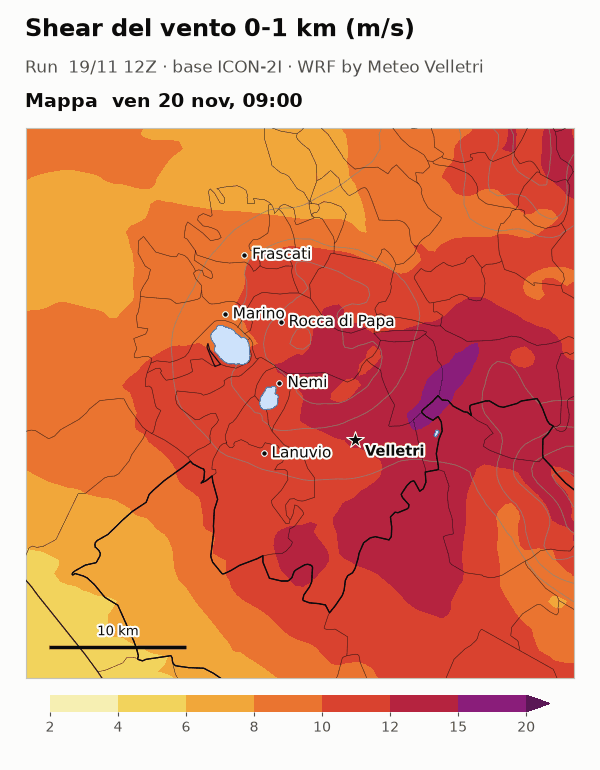 Shear del vento 0-1 km (m/s)
Run  19/11 12Z · base ICON-2I · WRF by Meteo Velletri
Mappa  ven 20 nov, 09:00
Frascati
Marino
Rocca di Papa
Nemi
Velletri
Lanuvio
10 km
2 4 6 8 10 12 15 20